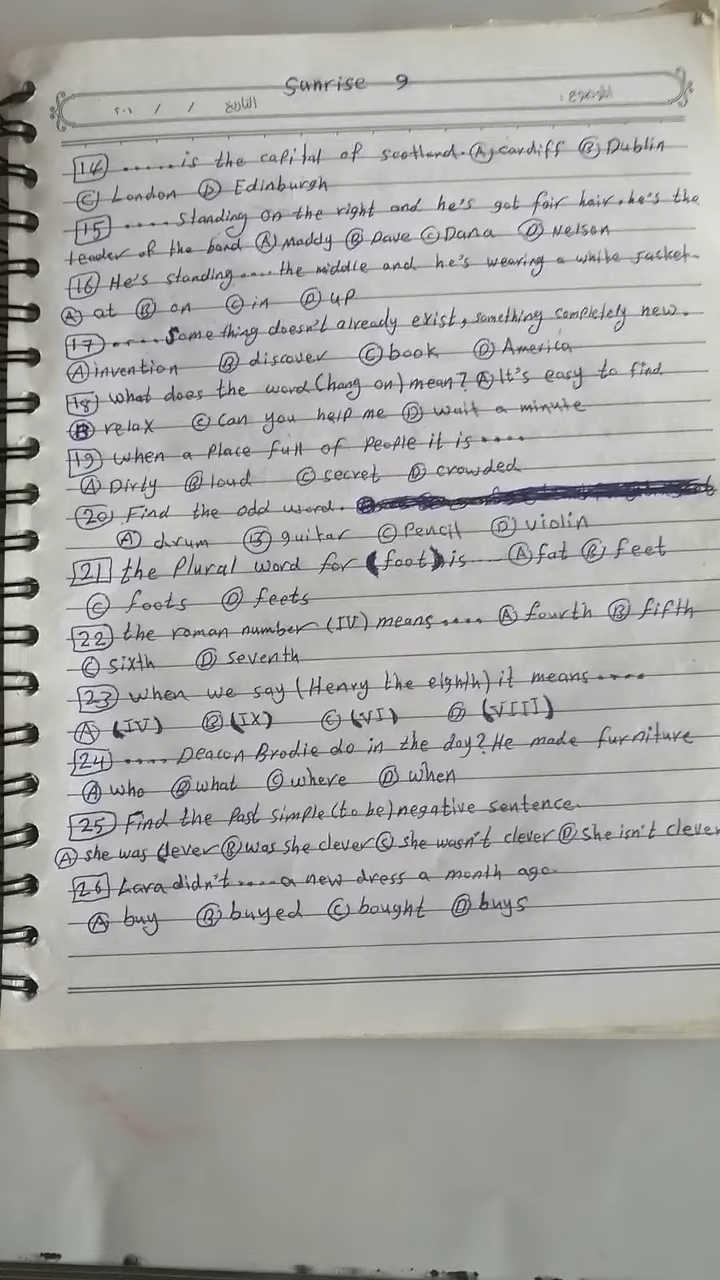 Sunrise 9
التاريخ / / ٢٠٠ الموضوع:
14 ..... is the capital of scotland. A) cardiff B) Dublin
C) London D) Edinburgh
15 .... standing on the right and he's got fair hair, he's the
leader of the band A) Maddy B) Dave C) Dana D) Nelson
16 He's standing .... the middle and he's wearing a white jacket.
A) at B) on C) in D) up
17 .... Something doesn't already exist, something completely new.
A) invention B) discover C) book D) America
18) What does the word (hang on) mean? A) It's easy to find
B relax C) can you help me D) wait a minute
19) when a place full of people it is ....
A) Dirty B) loud C) secret D) crowded
20) Find the odd word.
A) drum B) guitar C) Pencil D) violin
21 the Plural word for (foot) is ... A) fat B) feet
C) foots D) feets
22 the roman number (IV) means .... A) fourth B) fifth
C) sixth D) seventh
23) when we say (Henry the eighth) it means ....
A) (IV) B) (IX) C) (VI) D) (VIII)
24 .... Deacon Brodie do in the day? He made furniture
A) who B) what C) where D) when
25 Find the Past simple (to be) negative sentence.
A) she was clever B) was she clever C) she wasn't clever D) she isn't clever
26 Lara didn't .... a new dress a month ago.
A) buy B) buyed C) bought D) buys